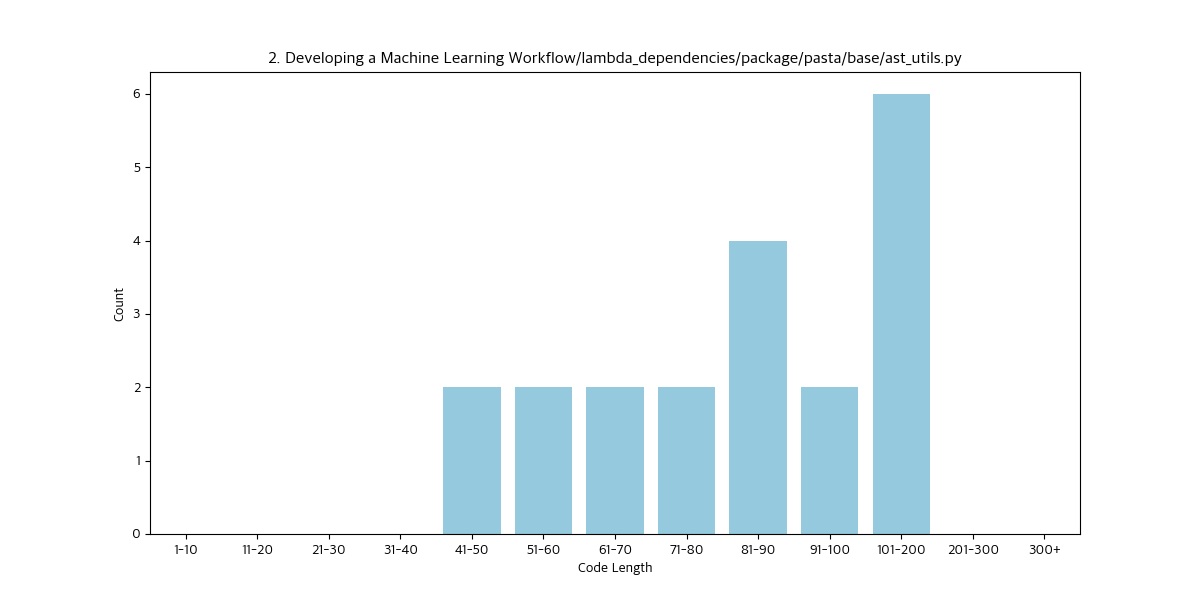 2. Developing a Machine Learning Workflow/lambda_dependencies/package/pasta/base/ast_utils.py
6
5
4
3
2
1
0
Count
1-10 11-20 21-30 31-40 41-50 51-60 61-70 71-80 81-90 91-100 101-200 201-300 300+
Code Length